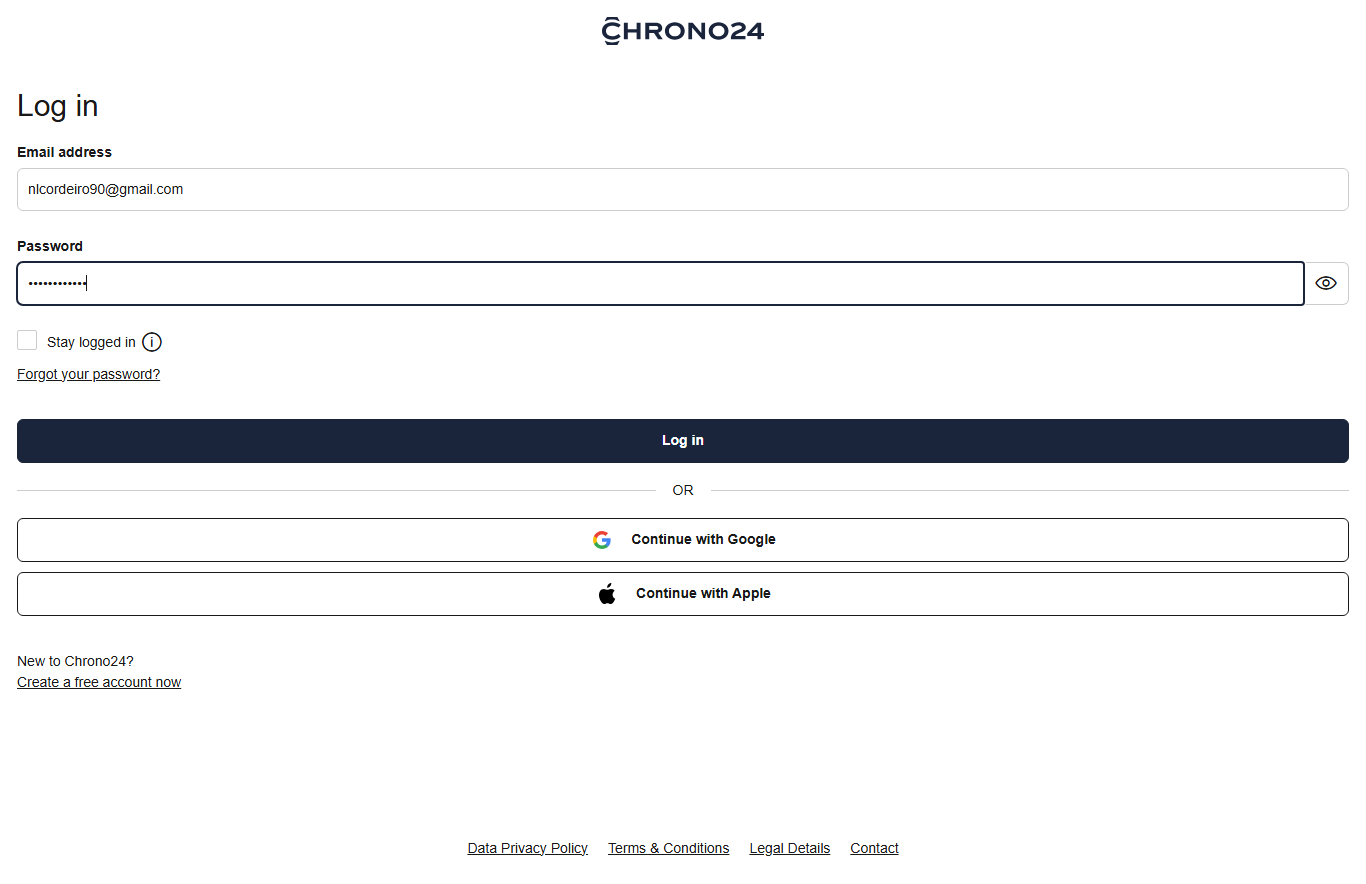 CHRONO24
Log in
Email address
nlcordeiro90@gmail.com
Password
••••••••••••
Stay logged in
Forgot your password?
Log in
OR
Continue with Google
Continue with Apple
New to Chrono24?
Create a free account now
Data Privacy Policy Terms & Conditions Legal Details Contact